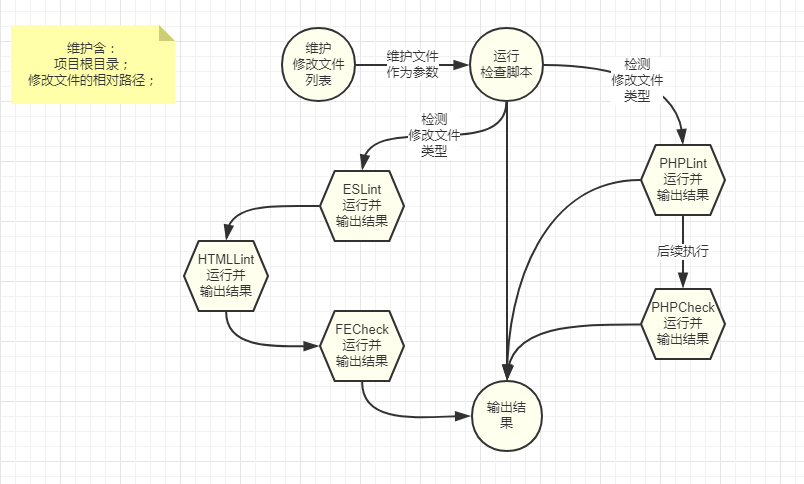 维护含：
项目根目录；
修改文件的相对路径；
维护
修改文件
列表
维护文件
作为参数
运行
检查脚本
检测
修改文件
类型
检测
修改文件
类型
PHPLint
运行并
输出结果
ESLint
运行并
输出结果
HTMLLint
运行并
输出结果
后续执行
PHPCheck
运行并
输出结果
FECheck
运行并
输出结果
输出结
果